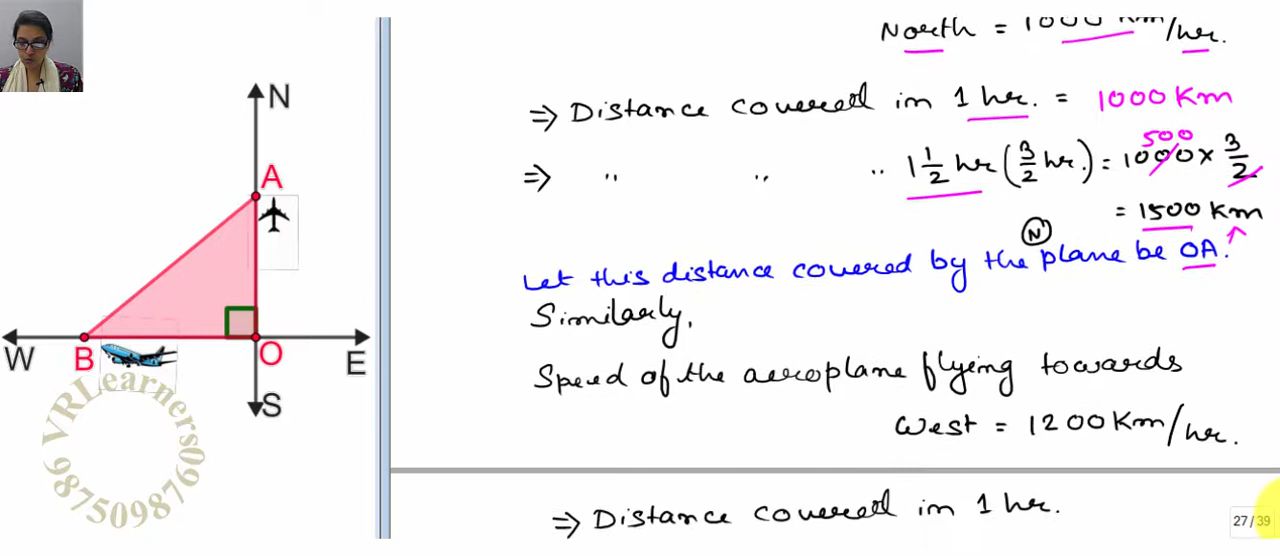 North = 1000 Km/hr.
⇒ Distance covered in 1 hr. = 1000 Km
⇒ " " " 1 1/2 hr (3/2 hr.) = 1000 × 3/2
500
= 1500 Km
N
Let this distance covered by the plane be OA.
Similarly,
Speed of the aeroplane flying towards
West = 1200 Km/hr.
⇒ Distance covered in 1 hr.
N
A
W B O E
S
VRLearners
9875098760
27 / 39